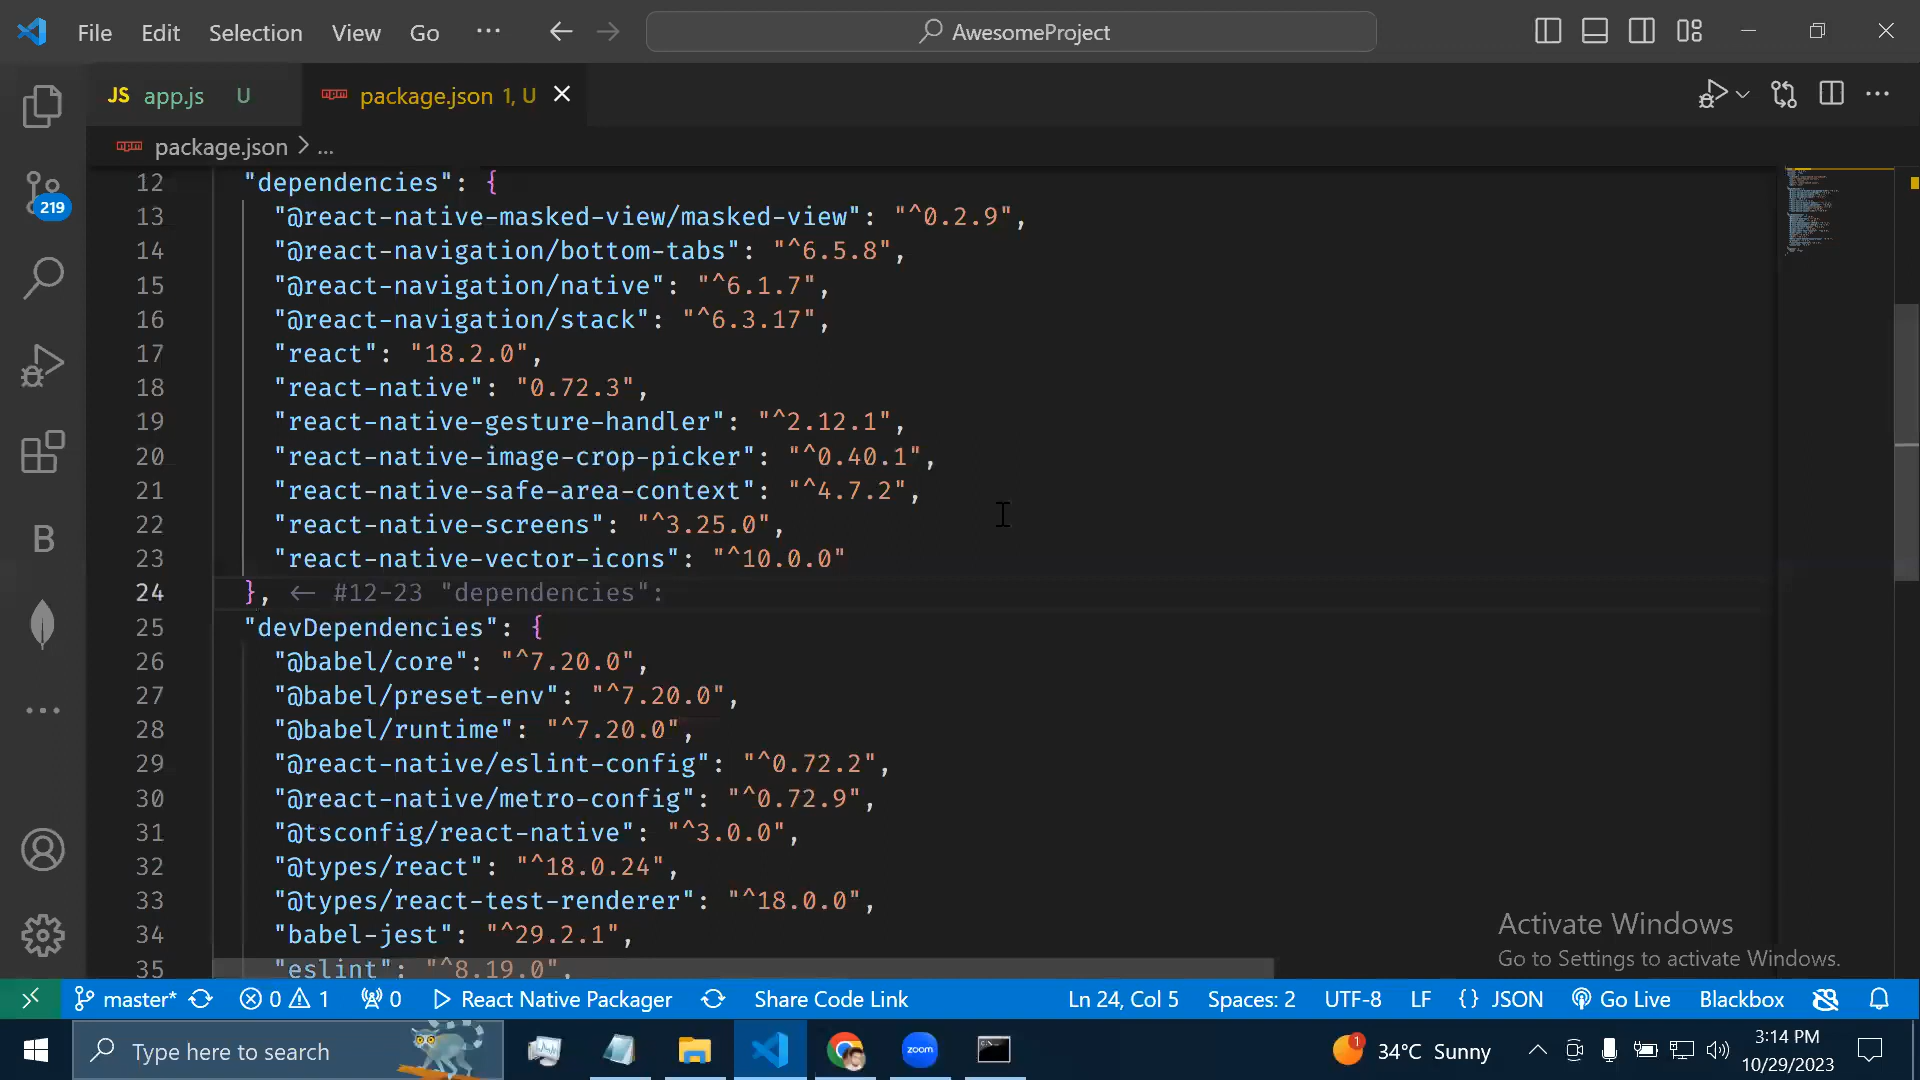 File Edit Selection View Go ··· AwesomeProject
JS app.js U package.json 1, U
package.json > ...
12 "dependencies": {
13 "@react-native-masked-view/masked-view": "^0.2.9",
14 "@react-navigation/bottom-tabs": "^6.5.8",
15 "@react-navigation/native": "^6.1.7",
16 "@react-navigation/stack": "^6.3.17",
17 "react": "18.2.0",
18 "react-native": "0.72.3",
19 "react-native-gesture-handler": "^2.12.1",
20 "react-native-image-crop-picker": "^0.40.1",
21 "react-native-safe-area-context": "^4.7.2",
22 "react-native-screens": "^3.25.0",
23 "react-native-vector-icons": "^10.0.0"
24 }, ← #12-23 "dependencies":
25 "devDependencies": {
26 "@babel/core": "^7.20.0",
27 "@babel/preset-env": "^7.20.0",
28 "@babel/runtime": "^7.20.0",
29 "@react-native/eslint-config": "^0.72.2",
30 "@react-native/metro-config": "^0.72.9",
31 "@tsconfig/react-native": "^3.0.0",
32 "@types/react": "^18.0.24",
33 "@types/react-test-renderer": "^18.0.0",
34 "babel-jest": "^29.2.1",
35 "eslint": "^8.19.0",
219
B
Activate Windows
Go to Settings to activate Windows.
master* 0 1 0 React Native Packager Share Code Link Ln 24, Col 5 Spaces: 2 UTF-8 LF {} JSON Go Live Blackbox
Type here to search zoom 1 34°C Sunny 3:14 PM
10/29/2023